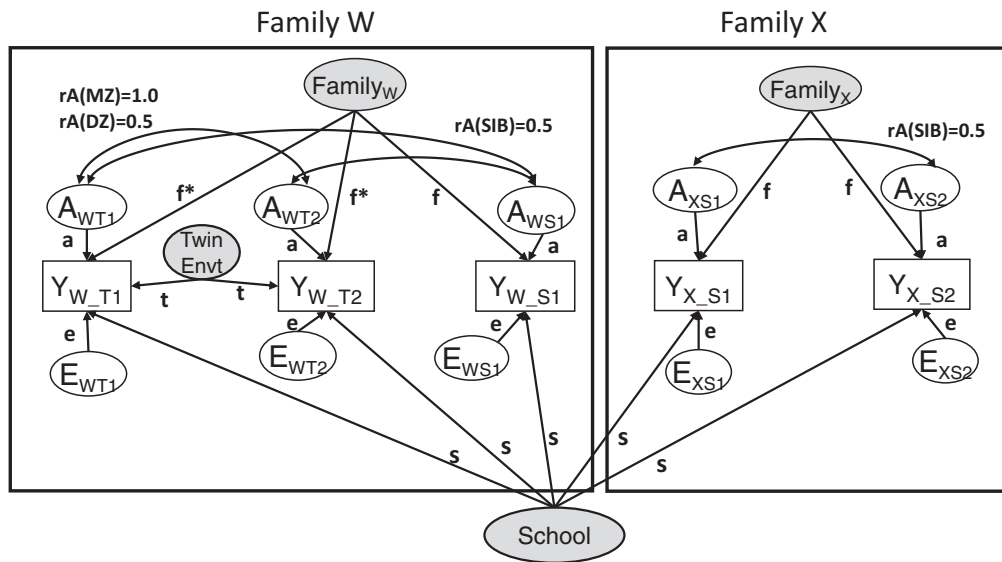 Family W
Family X
Family_W
Family_X
rA(MZ)=1.0
rA(DZ)=0.5
rA(SIB)=0.5
rA(SIB)=0.5
f*
f*
f
f
f
A_WT1
A_WT2
A_WS1
A_XS1
A_XS2
a
a
a
a
a
Twin
Envt
t
t
Y_W_T1
Y_W_T2
Y_W_S1
Y_X_S1
Y_X_S2
e
e
e
e
e
E_WT1
E_WT2
E_WS1
E_XS1
E_XS2
s
s
s
s
s
School